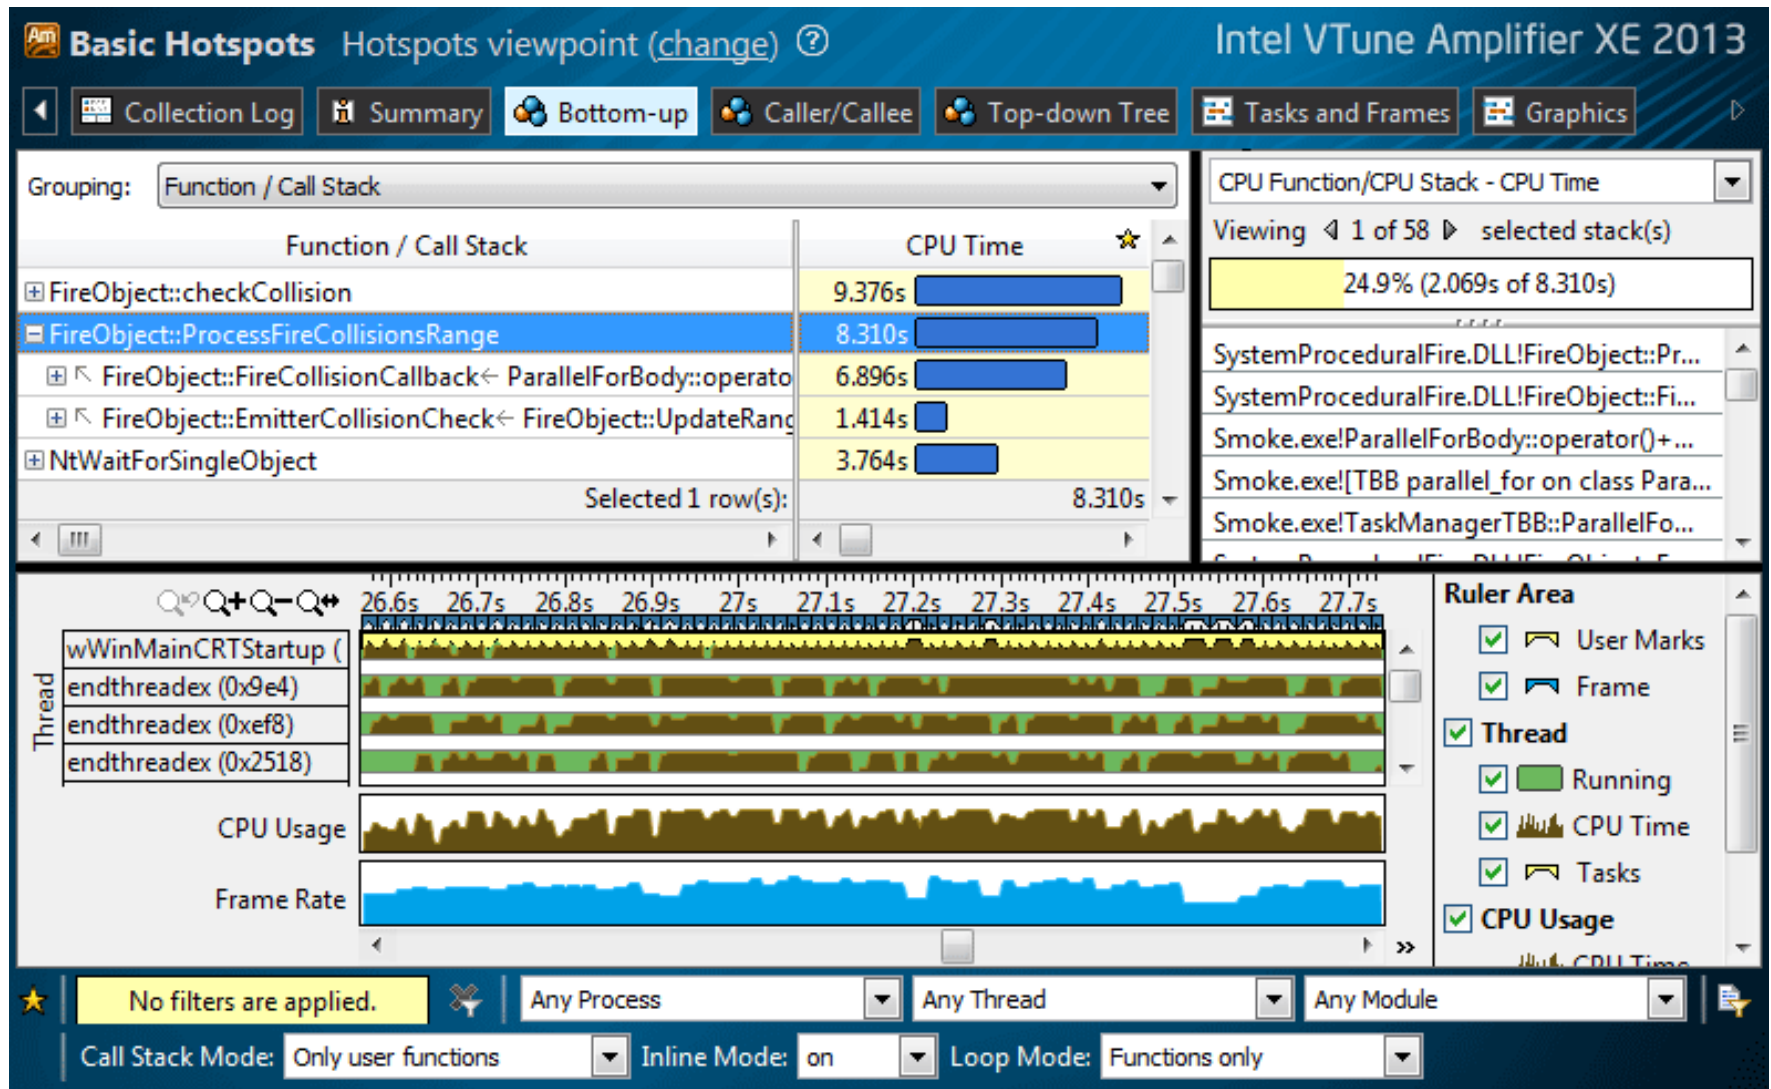 Am Basic Hotspots Hotspots viewpoint (change) ? Intel VTune Amplifier XE 2013
Collection Log Summary Bottom-up Caller/Callee Top-down Tree Tasks and Frames Graphics
Grouping: Function / Call Stack
Function / Call Stack CPU Time
FireObject::checkCollision 9.376s
FireObject::ProcessFireCollisionsRange 8.310s
FireObject::FireCollisionCallback← ParallelForBody::operato 6.896s
FireObject::EmitterCollisionCheck← FireObject::UpdateRang 1.414s
NtWaitForSingleObject 3.764s
Selected 1 row(s): 8.310s
CPU Function/CPU Stack - CPU Time
Viewing 1 of 58 selected stack(s)
24.9% (2.069s of 8.310s)
SystemProceduralFire.DLL!FireObject::Pr...
SystemProceduralFire.DLL!FireObject::Fi...
Smoke.exe!ParallelForBody::operator()+...
Smoke.exe![TBB parallel_for on class Para...
Smoke.exe!TaskManagerTBB::ParallelFo...
26.6s 26.7s 26.8s 26.9s 27s 27.1s 27.2s 27.3s 27.4s 27.5s 27.6s 27.7s
Thread
wWinMainCRTStartup (
endthreadex (0x9e4)
endthreadex (0xef8)
endthreadex (0x2518)
CPU Usage
Frame Rate
Ruler Area
User Marks
Frame
Thread
Running
CPU Time
Tasks
CPU Usage
CPU Time
No filters are applied. Any Process Any Thread Any Module
Call Stack Mode: Only user functions Inline Mode: on Loop Mode: Functions only